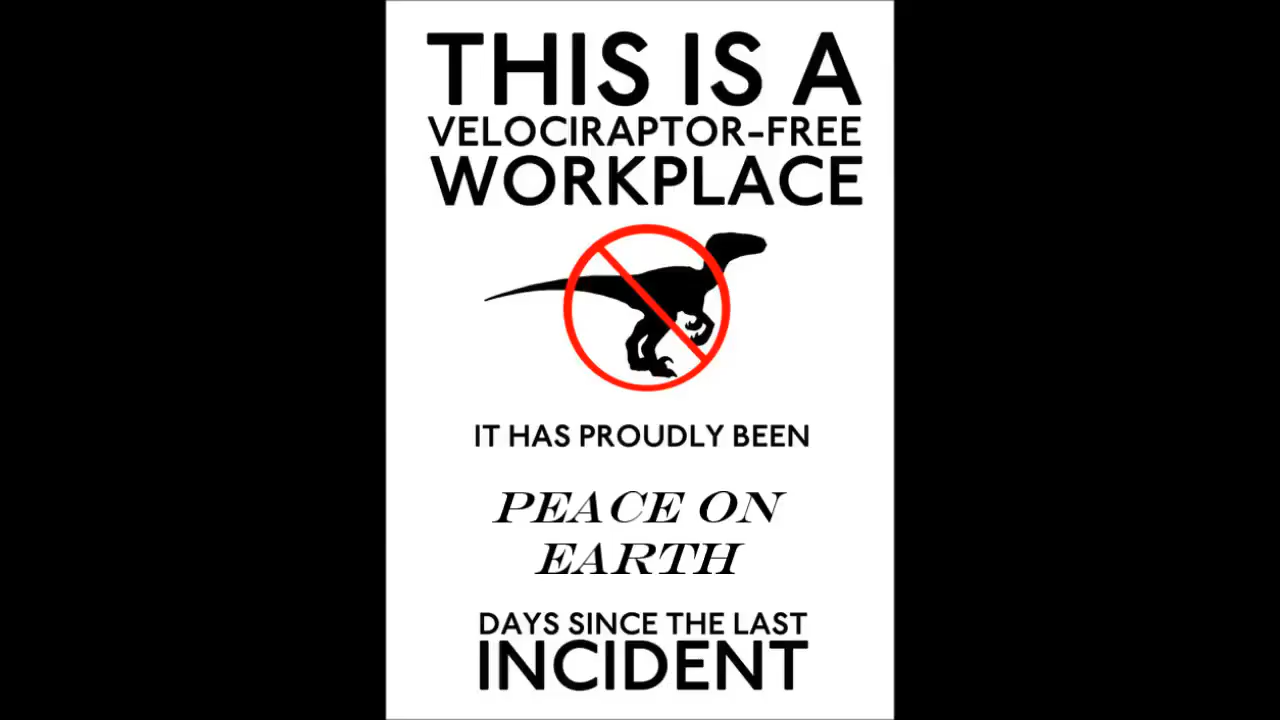 THIS IS A
VELOCIRAPTOR-FREE
WORKPLACE
IT HAS PROUDLY BEEN
PEACE ON
EARTH
DAYS SINCE THE LAST
INCIDENT